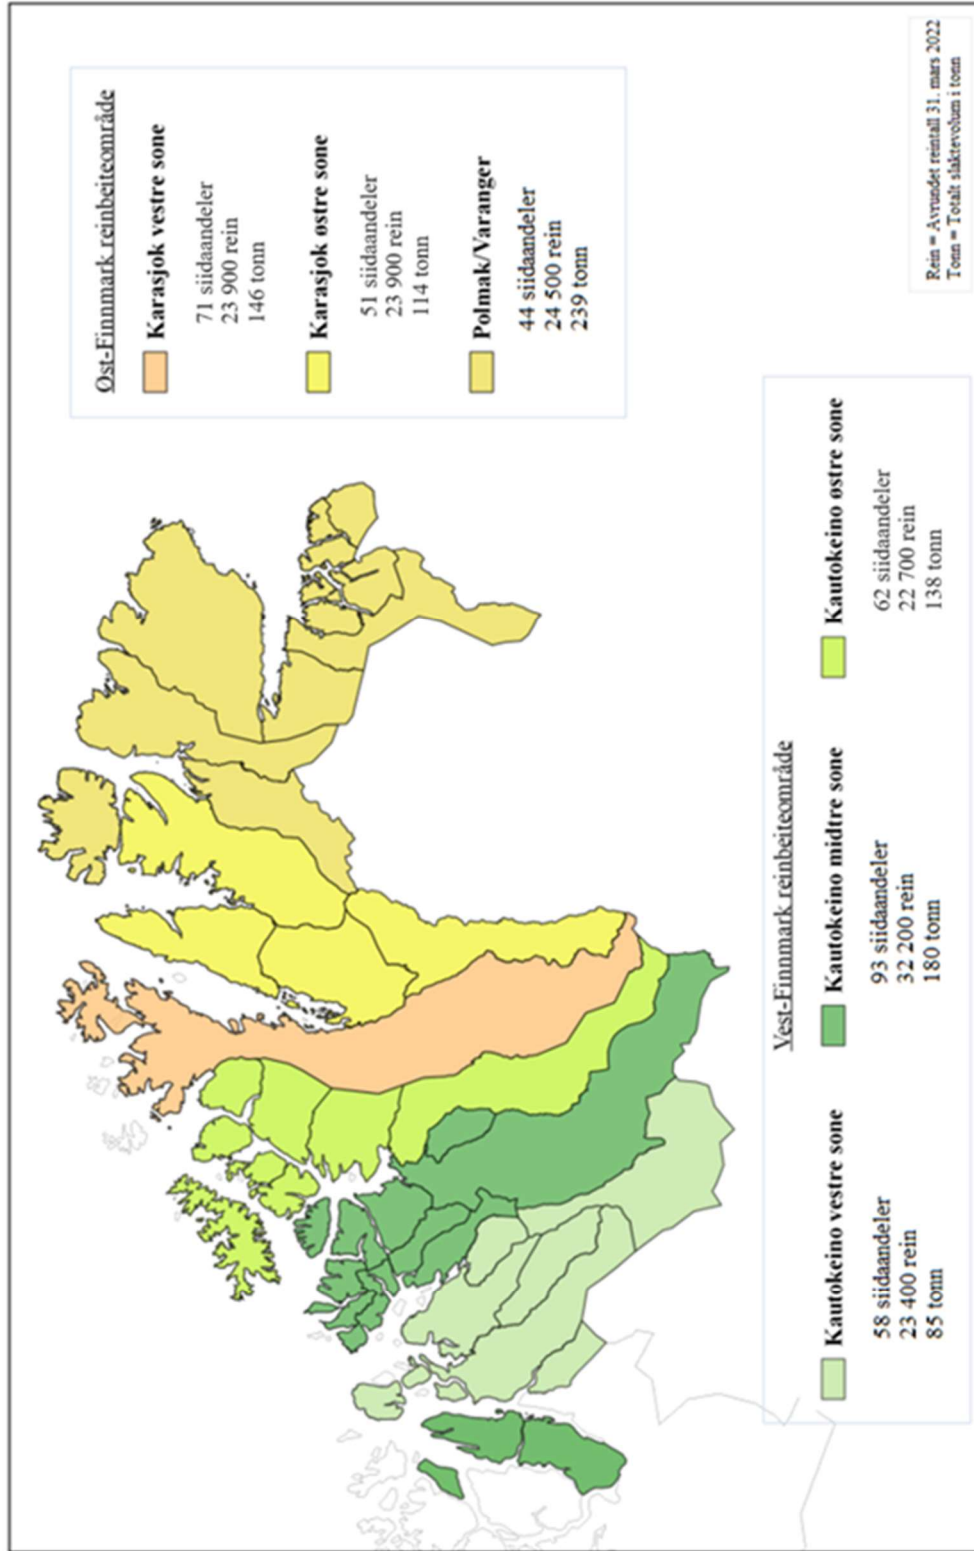 Øst-Finnmark reinbeiteområde
Karasjok vestre sone
71 siidaandeler
23 900 rein
146 tonn
Karasjok østre sone
51 siidaandeler
23 900 rein
114 tonn
Polmak/Varanger
44 siidaandeler
24 500 rein
239 tonn
Vest-Finnmark reinbeiteområde
Kautokeino vestre sone
58 siidaandeler
23 400 rein
85 tonn
Kautokeino midtre sone
93 siidaandeler
32 200 rein
180 tonn
Kautokeino østre sone
62 siidaandeler
22 700 rein
138 tonn
Rein = Avrundet reintall 31. mars 2022
Tonn = Totalt slaktevolum i tonn